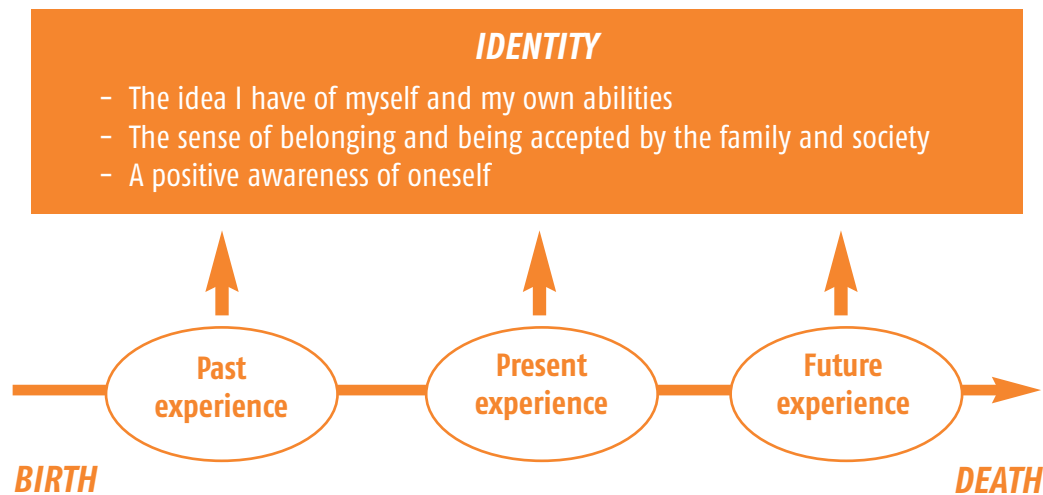 IDENTITY
– The idea I have of myself and my own abilities
– The sense of belonging and being accepted by the family and society
– A positive awareness of oneself
Past
experience
Present
experience
Future
experience
BIRTH
DEATH